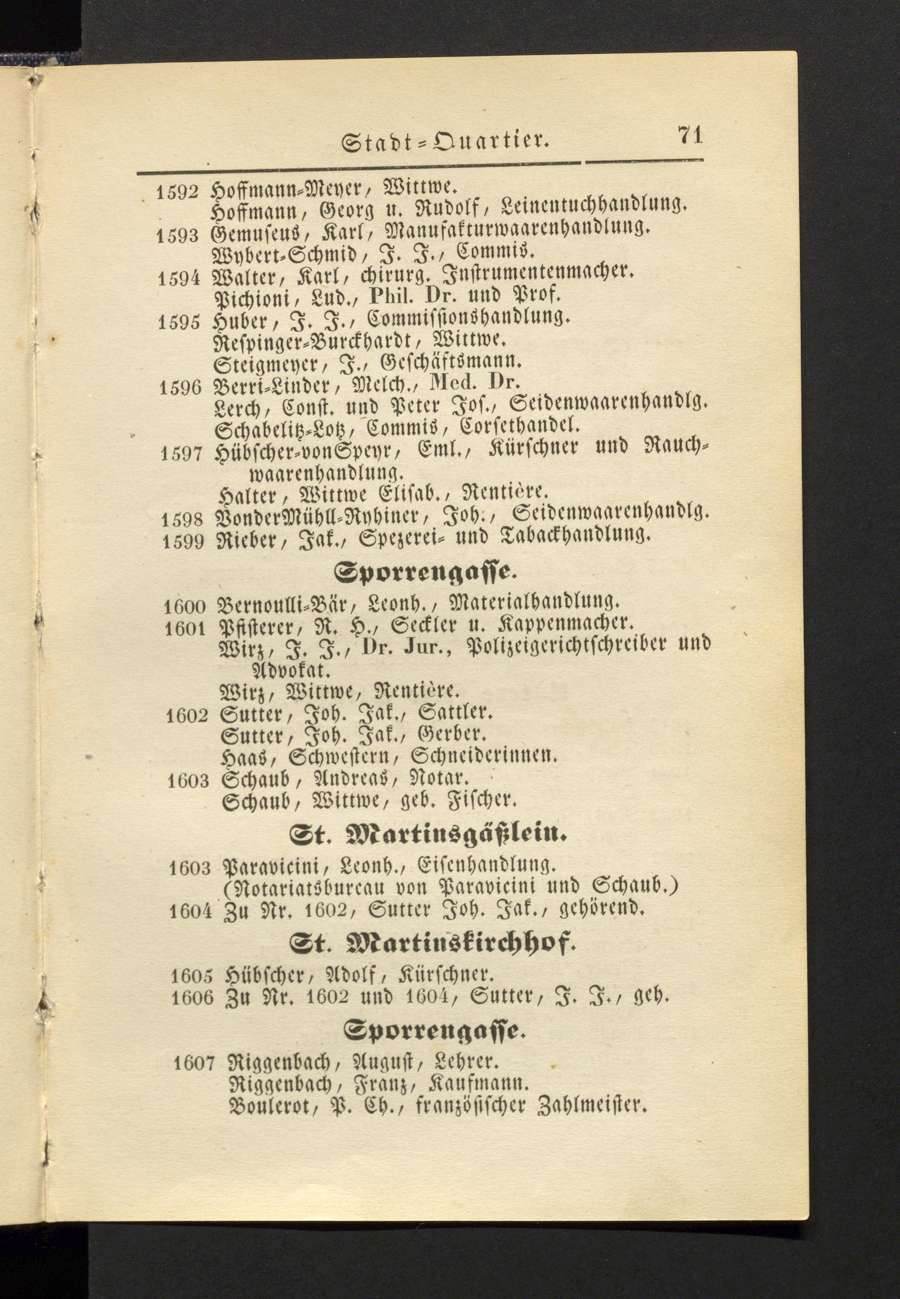 Stadt=Quartier. 71
1592 Hoffmann=Meyer, Wittwe.
Hoffmann, Georg u. Rudolf, Leinentuchhandlung.
1593 Gemuseus, Karl, Manufakturwaarenhandlung.
Wybert=Schmid, J. J., Commis.
1594 Walter, Karl, chirurg. Instrumentenmacher.
Pichioni, Lud., Phil. Dr. und Prof.
1595 Huber, J. J., Commissionshandlung.
Respinger=Burckhardt, Wittwe.
Steigmeyer, J., Geschäftsmann.
1596 Berri=Linder, Melch., Med. Dr.
Lerch, Const. und Peter Jos., Seidenwaarenhandlg.
Schabelitz=Lotz, Commis, Corsethandel.
1597 Hübscher=vonSpeyr, Eml., Kürschner und Rauch=
waarenhandlung.
Halter, Wittwe Elisab., Rentière.
1598 VonderMühll=Ryhiner, Joh., Seidenwaarenhandlg.
1599 Rieber, Jak., Spezerei= und Tabackhandlung.
Sporrengasse.
1600 Bernoulli=Bär, Leonh., Materialhandlung.
1601 Pfisterer, R. H., Seckler u. Kappenmacher.
Wirz, J. J., Dr. Jur., Polizeigerichtschreiber und
Advokat.
Wirz, Wittwe, Rentière.
1602 Sutter, Joh. Jak., Sattler.
Sutter, Joh. Jak., Gerber.
Haas, Schwestern, Schneiderinnen.
1603 Schaub, Andreas, Notar.
Schaub, Wittwe, geb. Fischer.
St. Martinsgäßlein.
1603 Paravicini, Leonh., Eisenhandlung.
(Notariatsbureau von Paravicini und Schaub.)
1604 Zu Nr. 1602, Sutter Joh. Jak., gehörend.
St. Martinskirchhof.
1605 Hübscher, Adolf, Kürschner.
1606 Zu Nr. 1602 und 1604, Sutter, J. J., geh.
Sporrengasse.
1607 Riggenbach, August, Lehrer.
Riggenbach, Franz, Kaufmann.
Boulerot, P. Ch., französischer Zahlmeister.